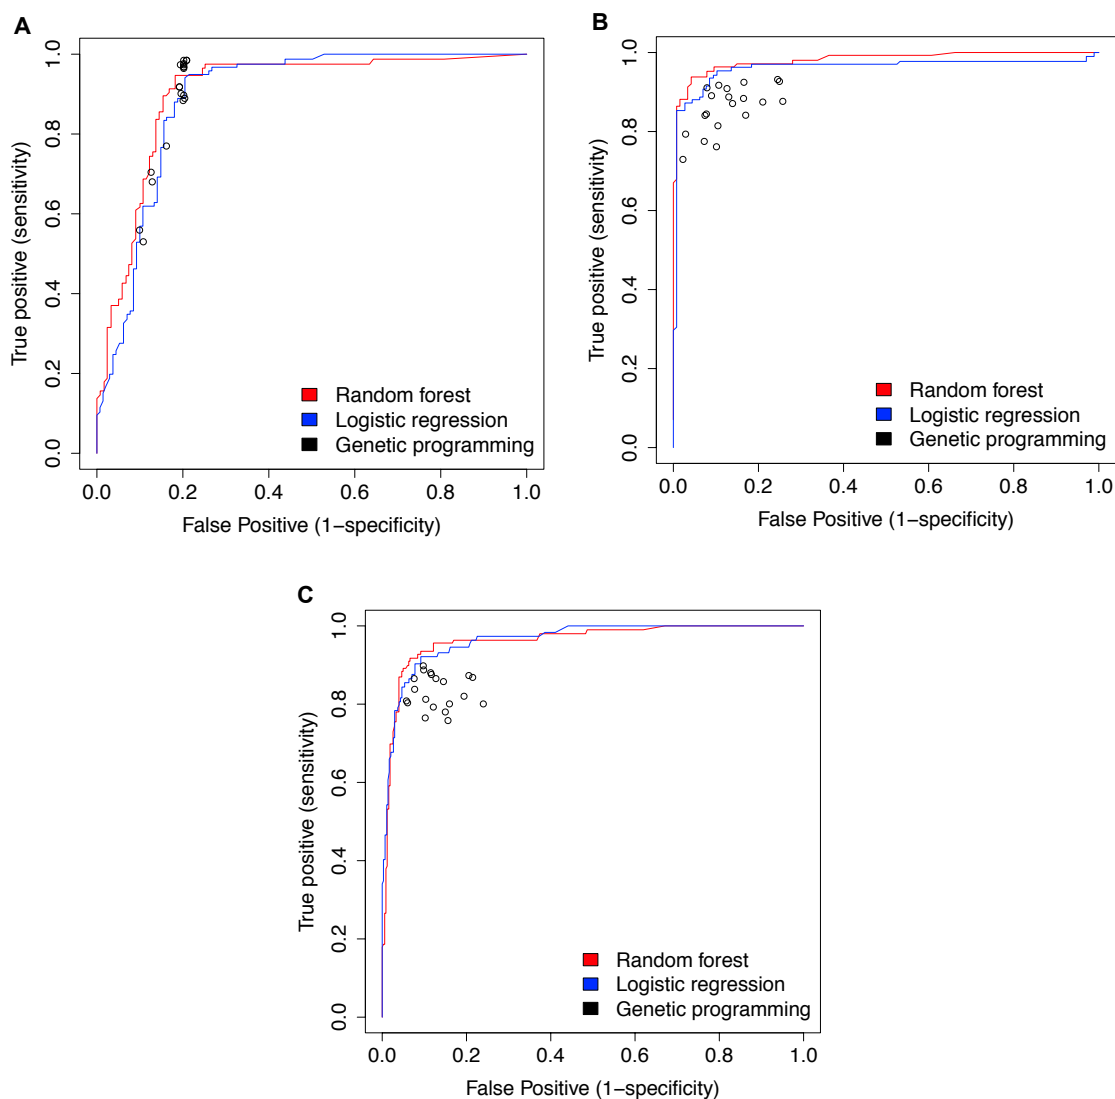 A
True positive (sensitivity)
0.0 0.2 0.4 0.6 0.8 1.0
Random forest
Logistic regression
Genetic programming
0.0 0.2 0.4 0.6 0.8 1.0
False Positive (1−specificity)
B
True positive (sensitivity)
0.0 0.2 0.4 0.6 0.8 1.0
Random forest
Logistic regression
Genetic programming
0.0 0.2 0.4 0.6 0.8 1.0
False Positive (1−specificity)
C
True positive (sensitivity)
0.0 0.2 0.4 0.6 0.8 1.0
Random forest
Logistic regression
Genetic programming
0.0 0.2 0.4 0.6 0.8 1.0
False Positive (1−specificity)